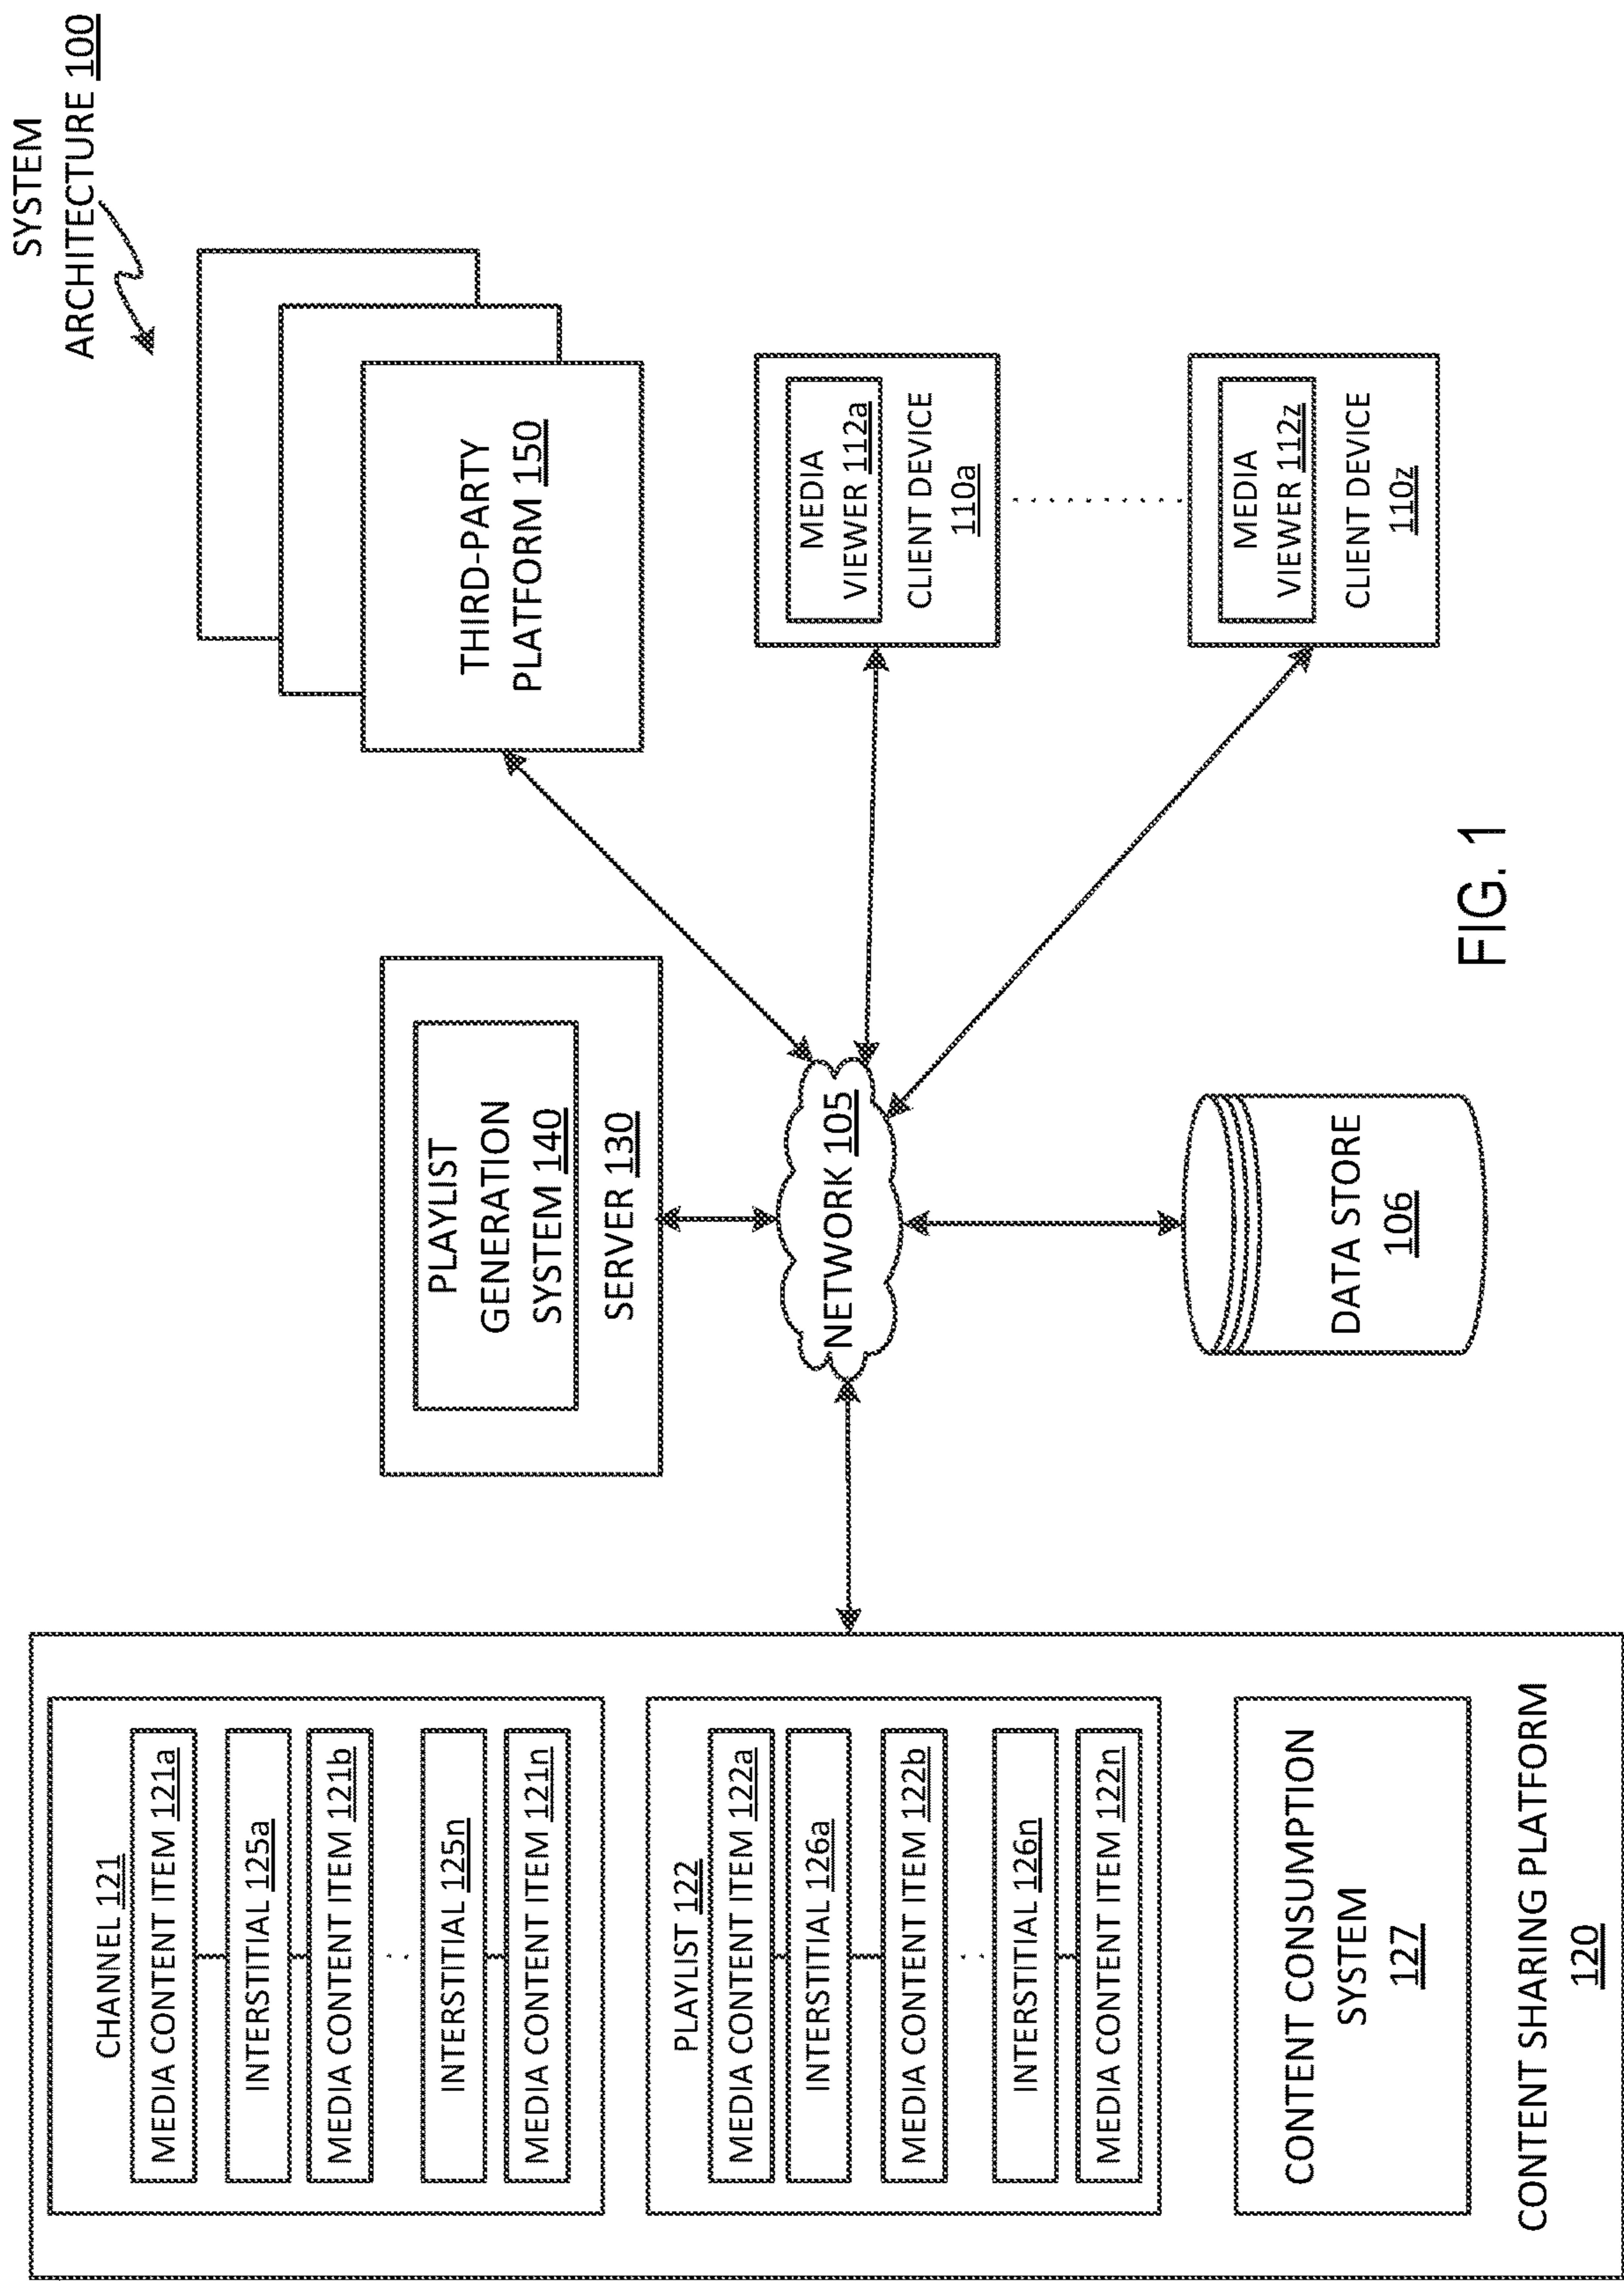 SYSTEM
ARCHITECTURE 100
CHANNEL 121
MEDIA CONTENT ITEM 121a
INTERSTITIAL 125a
MEDIA CONTENT ITEM 121b
INTERSTITIAL 125n
MEDIA CONTENT ITEM 121n
PLAYLIST 122
MEDIA CONTENT ITEM 122a
INTERSTITIAL 126a
MEDIA CONTENT ITEM 122b
INTERSTITIAL 126n
MEDIA CONTENT ITEM 122n
CONTENT CONSUMPTION
SYSTEM
127
CONTENT SHARING PLATFORM
120
PLAYLIST
GENERATION
SYSTEM 140
SERVER 130
NETWORK 105
DATA STORE
106
THIRD-PARTY
PLATFORM 150
MEDIA
VIEWER 112a
CLIENT DEVICE
110a
MEDIA
VIEWER 112z
CLIENT DEVICE
110z
FIG. 1